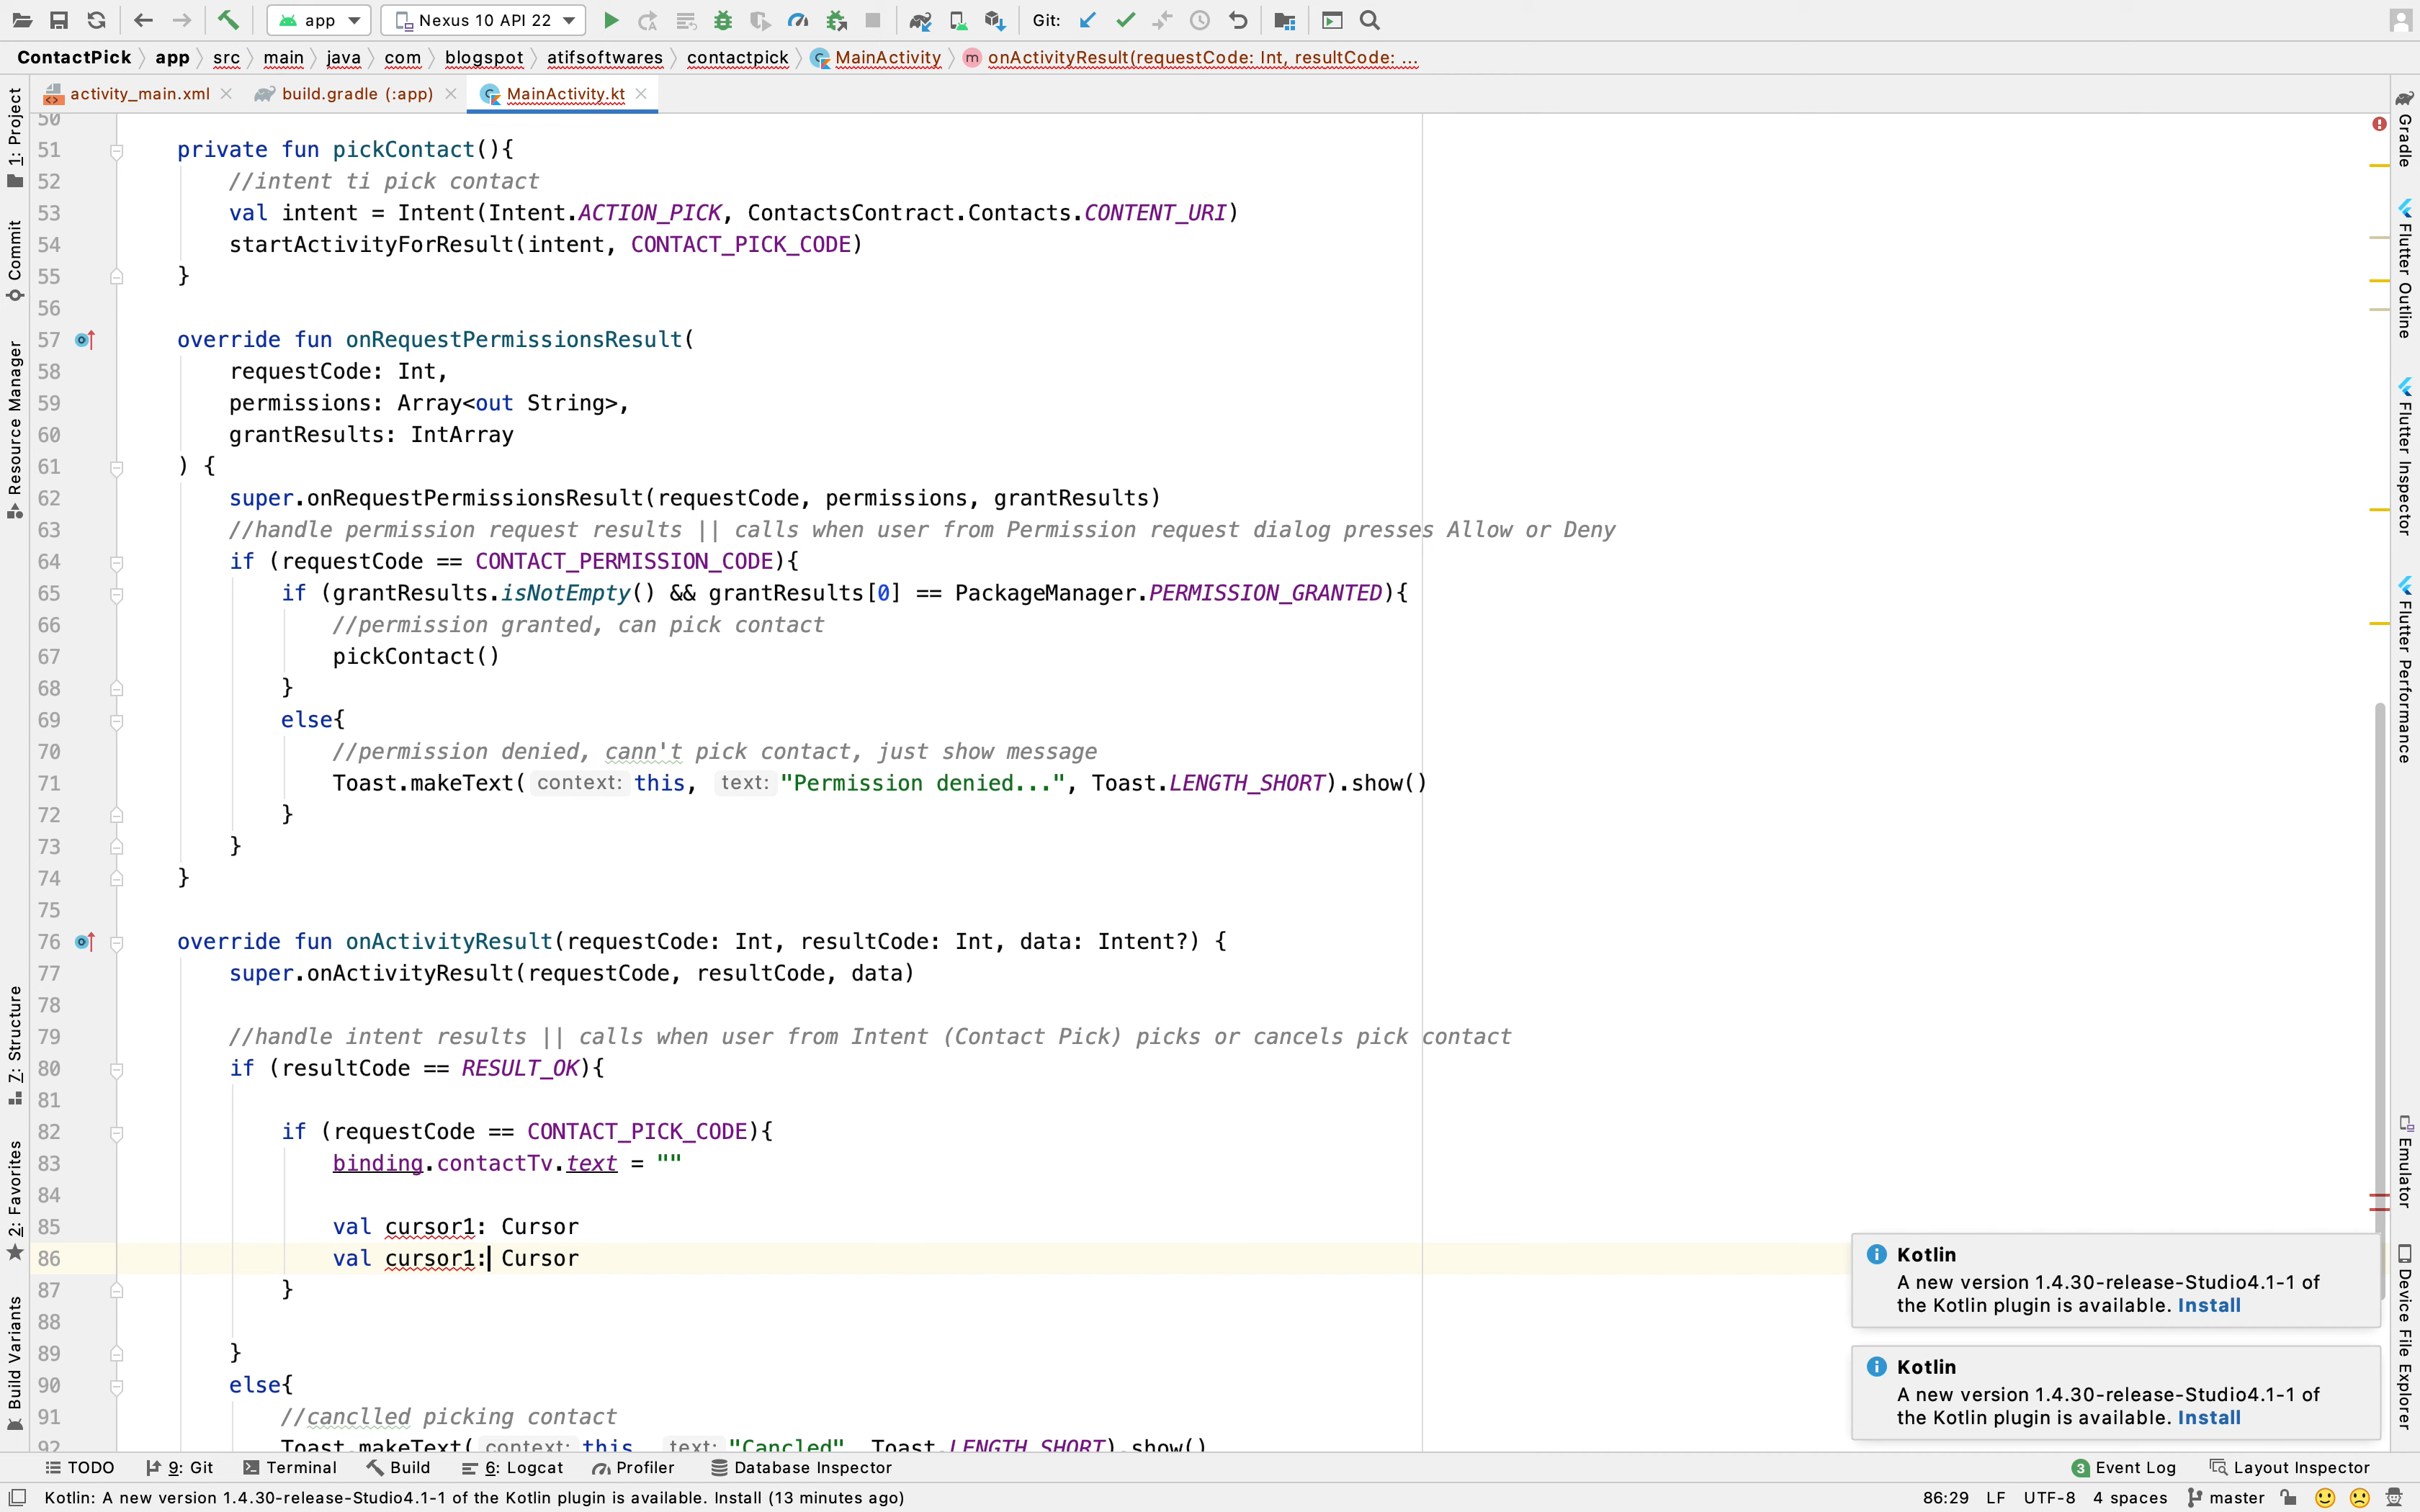 app
Nexus 10 API 22
Git:
ContactPick
app
src
main
java
com
blogspot
atifsoftwares
contactpick
MainActivity
m
onActivityResult(requestCode: Int, resultCode: ...
activity_main.xml
build.gradle (:app)
MainActivity.kt
1: Project
Commit
Resource Manager
Z: Structure
2: Favorites
Build Variants
50
51 private fun pickContact(){
52 //intent ti pick contact
53 val intent = Intent(Intent.ACTION_PICK, ContactsContract.Contacts.CONTENT_URI)
54 startActivityForResult(intent, CONTACT_PICK_CODE)
55 }
56
57 override fun onRequestPermissionsResult(
58 requestCode: Int,
59 permissions: Array<out String>,
60 grantResults: IntArray
61 ) {
62 super.onRequestPermissionsResult(requestCode, permissions, grantResults)
63 //handle permission request results || calls when user from Permission request dialog presses Allow or Deny
64 if (requestCode == CONTACT_PERMISSION_CODE){
65 if (grantResults.isNotEmpty() && grantResults[0] == PackageManager.PERMISSION_GRANTED){
66 //permission granted, can pick contact
67 pickContact()
68 }
69 else{
70 //permission denied, cann't pick contact, just show message
71 Toast.makeText( context: this, text: "Permission denied...", Toast.LENGTH_SHORT).show()
72 }
73 }
74 }
75
76 override fun onActivityResult(requestCode: Int, resultCode: Int, data: Intent?) {
77 super.onActivityResult(requestCode, resultCode, data)
78
79 //handle intent results || calls when user from Intent (Contact Pick) picks or cancels pick contact
80 if (resultCode == RESULT_OK){
81
82 if (requestCode == CONTACT_PICK_CODE){
83 binding.contactTv.text = ""
84
85 val cursor1: Cursor
86 val cursor1: Cursor
87 }
88
89 }
90 else{
91 //canclled picking contact
92 Toast.makeText( context: this, text: "Cancled", Toast.LENGTH_SHORT).show()
Gradle
Flutter Outline
Flutter Inspector
Flutter Performance
Emulator
Device File Explorer
Kotlin
A new version 1.4.30-release-Studio4.1-1 of
the Kotlin plugin is available. Install
Kotlin
A new version 1.4.30-release-Studio4.1-1 of
the Kotlin plugin is available. Install
TODO
9: Git
Terminal
Build
6: Logcat
Profiler
Database Inspector
3 Event Log
Layout Inspector
Kotlin: A new version 1.4.30-release-Studio4.1-1 of the Kotlin plugin is available. Install (13 minutes ago)
86:29
LF
UTF-8
4 spaces
master